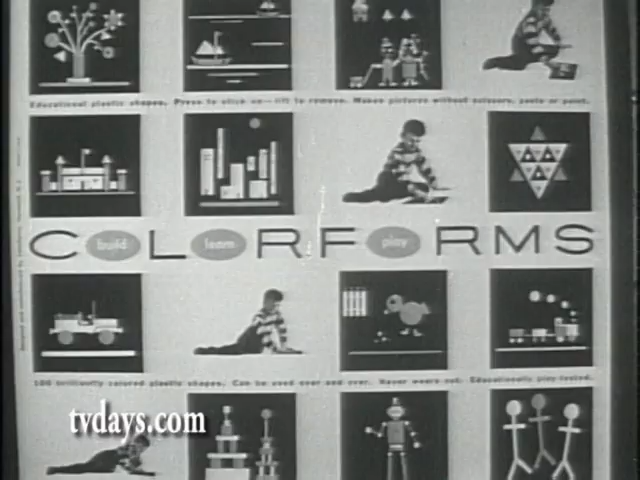 Educational plastic shapes. Press to stick on—lift to remove. Makes pictures without scissors, paste or paint.
COLORFORMS
build learn play
100 brilliantly colored plastic shapes. Can be used over and over. Never wears out. Educationally play-tested.
tvdays.com